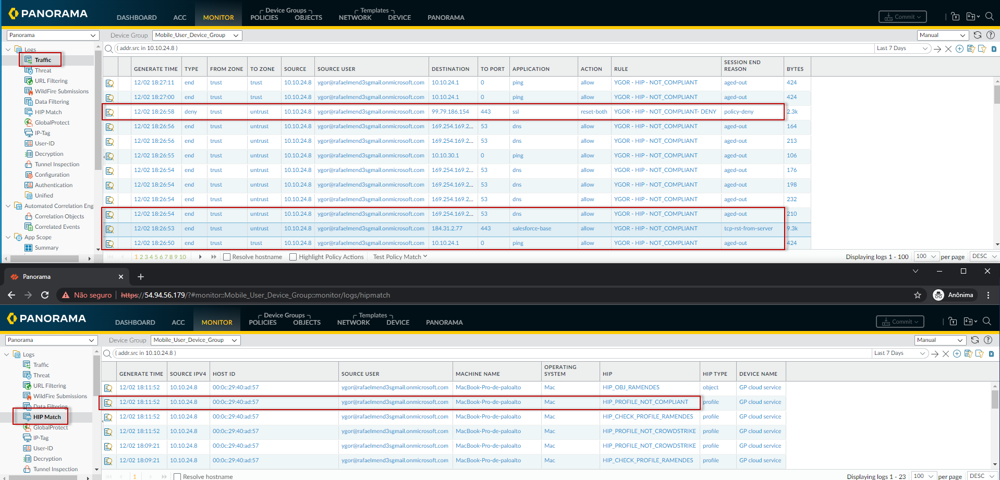 PANORAMA
Device Groups
Templates
DASHBOARD ACC MONITOR POLICIES OBJECTS NETWORK DEVICE PANORAMA
Commit
Panorama
Device Group Mobile_User_Device_Group
Manual
Logs
Traffic
Threat
URL Filtering
WildFire Submissions
Data Filtering
HIP Match
GlobalProtect
IP-Tag
User-ID
Decryption
Tunnel Inspection
Configuration
Authentication
Unified
Automated Correlation Eng
Correlation Objects
Correlated Events
App Scope
Summary
( addr.src in 10.10.24.8 )
Last 7 Days
GENERATE TIME TYPE FROM ZONE TO ZONE SOURCE SOURCE USER DESTINATION TO PORT APPLICATION ACTION RULE SESSION END REASON BYTES
12/02 18:27:11 end trust trust 10.10.24.8 ygor@rafaelmend3sgmail.onmicrosoft.com 10.10.24.1 0 ping allow YGOR - HIP - NOT_COMPLIANT aged-out 424
12/02 18:27:00 end trust trust 10.10.24.8 ygor@rafaelmend3sgmail.onmicrosoft.com 10.10.24.1 0 ping allow YGOR - HIP - NOT_COMPLIANT aged-out 424
12/02 18:26:58 deny trust untrust 10.10.24.8 ygor@rafaelmend3sgmail.onmicrosoft.com 99.79.186.154 443 ssl reset-both YGOR - HIP - NOT_COMPLIANT- DENY policy-deny 2.3k
12/02 18:26:56 end trust untrust 10.10.24.8 ygor@rafaelmend3sgmail.onmicrosoft.com 169.254.169.2... 53 dns allow YGOR - HIP - NOT_COMPLIANT aged-out 164
12/02 18:26:56 end trust untrust 10.10.24.8 ygor@rafaelmend3sgmail.onmicrosoft.com 169.254.169.2... 53 dns allow YGOR - HIP - NOT_COMPLIANT aged-out 213
12/02 18:26:55 end trust untrust 10.10.24.8 ygor@rafaelmend3sgmail.onmicrosoft.com 10.10.30.1 0 ping allow YGOR - HIP - NOT_COMPLIANT aged-out 106
12/02 18:26:54 end trust untrust 10.10.24.8 ygor@rafaelmend3sgmail.onmicrosoft.com 169.254.169.2... 53 dns allow YGOR - HIP - NOT_COMPLIANT aged-out 176
12/02 18:26:54 end trust untrust 10.10.24.8 ygor@rafaelmend3sgmail.onmicrosoft.com 169.254.169.2... 53 dns allow YGOR - HIP - NOT_COMPLIANT aged-out 198
12/02 18:26:54 end trust untrust 10.10.24.8 ygor@rafaelmend3sgmail.onmicrosoft.com 169.254.169.2... 53 dns allow YGOR - HIP - NOT_COMPLIANT aged-out 232
12/02 18:26:54 end trust untrust 10.10.24.8 ygor@rafaelmend3sgmail.onmicrosoft.com 169.254.169.2... 53 dns allow YGOR - HIP - NOT_COMPLIANT aged-out 210
12/02 18:26:53 end trust untrust 10.10.24.8 ygor@rafaelmend3sgmail.onmicrosoft.com 184.31.2.77 443 salesforce-base allow YGOR - HIP - NOT_COMPLIANT tcp-rst-from-server 9.3k
12/02 18:26:50 end trust trust 10.10.24.8 ygor@rafaelmend3sgmail.onmicrosoft.com 10.10.24.1 0 ping allow YGOR - HIP - NOT_COMPLIANT aged-out 424
1 2 3 4 5 6 7 8 9 10 Resolve hostname Highlight Policy Actions Test Policy Match Displaying logs 1 - 100 100 per page DESC
Panorama
Não seguro https://54.94.56.179/?#monitor::Mobile_User_Device_Group::monitor/logs/hipmatch Anônima
PANORAMA
Device Groups
Templates
DASHBOARD ACC MONITOR POLICIES OBJECTS NETWORK DEVICE PANORAMA
Commit
Panorama
Device Group Mobile_User_Device_Group
Manual
Logs
Traffic
Threat
URL Filtering
WildFire Submissions
Data Filtering
HIP Match
GlobalProtect
IP-Tag
User-ID
Decryption
Tunnel Inspection
( addr.src in 10.10.24.8 )
Last 7 Days
GENERATE TIME SOURCE IPV4 HOST ID SOURCE USER MACHINE NAME OPERATING SYSTEM HIP HIP TYPE DEVICE NAME
12/02 18:11:52 10.10.24.8 00:0c:29:40:ad:57 ygor@rafaelmend3sgmail.onmicrosoft.com MacBook-Pro-de-paloalto Mac HIP_OBJ_RAMENDES object GP cloud service
12/02 18:11:52 10.10.24.8 00:0c:29:40:ad:57 ygor@rafaelmend3sgmail.onmicrosoft.com MacBook-Pro-de-paloalto Mac HIP_PROFILE_NOT_COMPLIANT profile GP cloud service
12/02 18:11:52 10.10.24.8 00:0c:29:40:ad:57 ygor@rafaelmend3sgmail.onmicrosoft.com MacBook-Pro-de-paloalto Mac HIP_CHECK_PROFILE_RAMENDES profile GP cloud service
12/02 18:11:52 10.10.24.8 00:0c:29:40:ad:57 ygor@rafaelmend3sgmail.onmicrosoft.com MacBook-Pro-de-paloalto Mac HIP_PROFILE_NOT_CROWDSTRIKE profile GP cloud service
12/02 18:09:21 10.10.24.8 00:0c:29:40:ad:57 ygor@rafaelmend3sgmail.onmicrosoft.com MacBook-Pro-de-paloalto Mac HIP_PROFILE_NOT_CROWDSTRIKE profile GP cloud service
12/02 18:09:21 10.10.24.8 00:0c:29:40:ad:57 ygor@rafaelmend3sgmail.onmicrosoft.com MacBook-Pro-de-paloalto Mac HIP_CHECK_PROFILE_RAMENDES profile GP cloud service
1 Resolve hostname Displaying logs 1 - 23 100 per page DESC